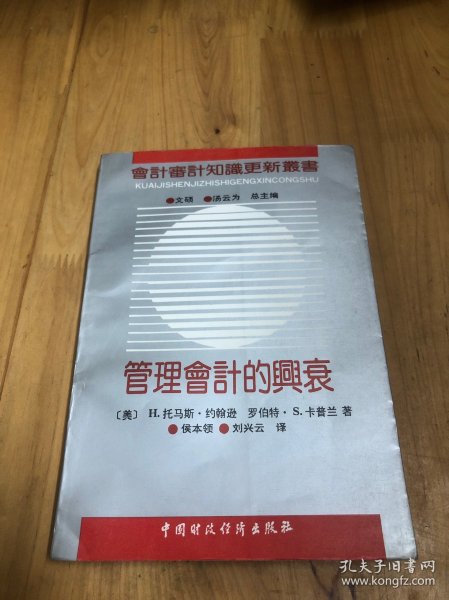 會計審計知識更新叢書
KUAIJISHENJIZHISHIGENGXINCONGSHU
●文硕 ●汤云为 总主编
管理會計的興衰
〔美〕 H.托马斯·约翰逊 罗伯特·S.卡普兰 著
●侯本领 ●刘兴云 译
中国财政经济出版社
孔夫子旧书网
www.kongfz.com